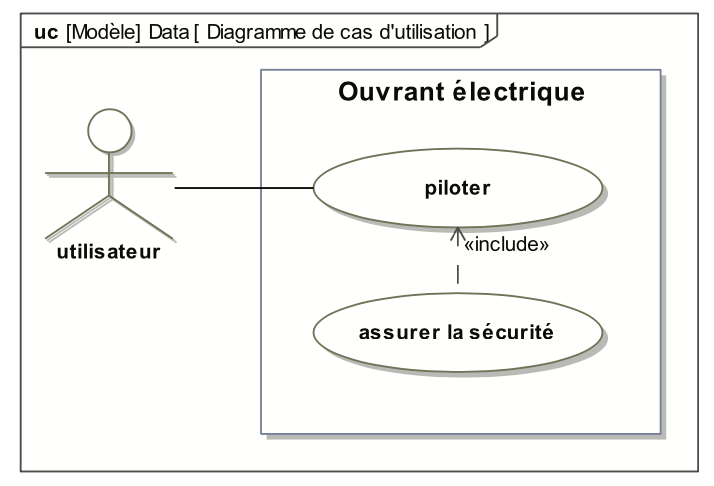 uc [Modèle] Data [ Diagramme de cas d'utilisation ]
Ouvrant électrique
piloter
«include»
utilisateur
assurer la sécurité